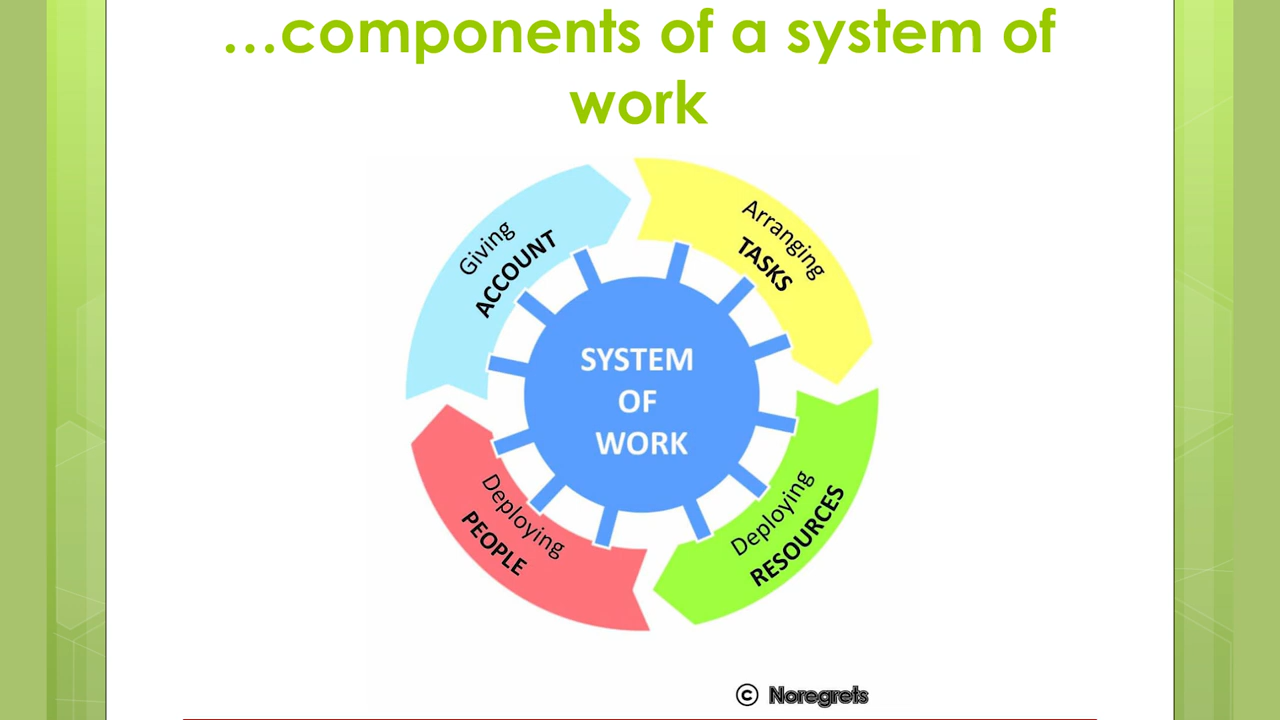 ...components of a system of
work
Giving
ACCOUNT
Arranging
TASKS
SYSTEM
OF
WORK
Deploying
PEOPLE
Deploying
RESOURCES
© Noregrets